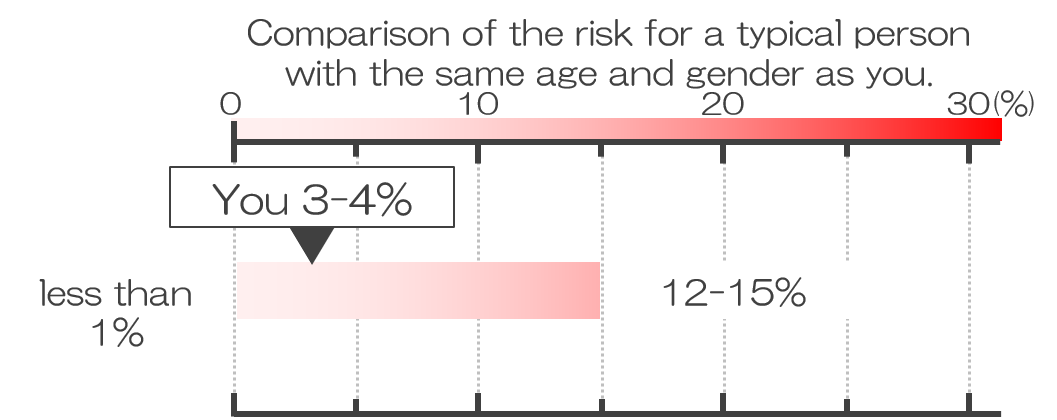 Comparison of the risk for a typical person
with the same age and gender as you.
0 10 20 30(%)
You 3-4%
less than
1%
12-15%